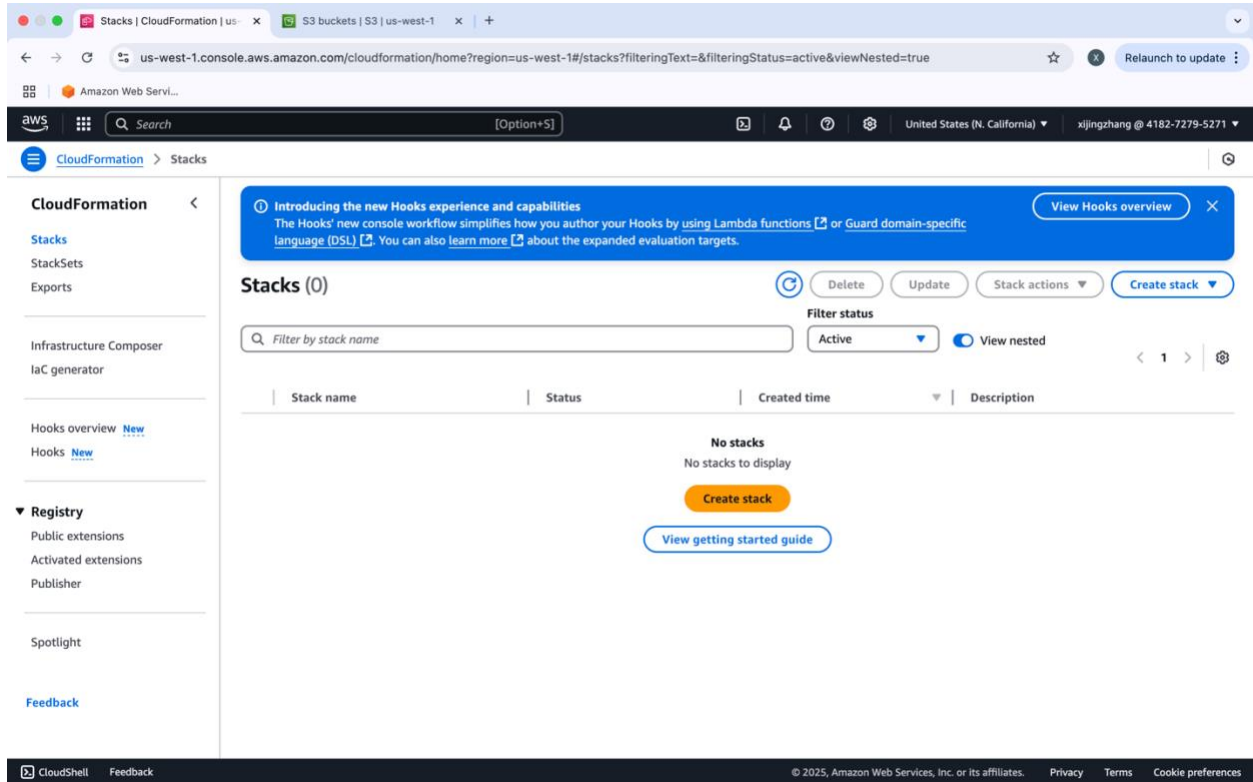 Stacks | CloudFormation | us-
S3 buckets | S3 | us-west-1
us-west-1.console.aws.amazon.com/cloudformation/home?region=us-west-1#/stacks?filteringText=&filteringStatus=active&viewNested=true
X
Relaunch to update
Amazon Web Servi...
aws
Search
[Option+S]
United States (N. California)
xijingzhang @ 4182-7279-5271
CloudFormation > Stacks
CloudFormation
Stacks
StackSets
Exports
Infrastructure Composer
IaC generator
Hooks overview New
Hooks New
Registry
Public extensions
Activated extensions
Publisher
Spotlight
Feedback
Introducing the new Hooks experience and capabilities
The Hooks' new console workflow simplifies how you author your Hooks by using Lambda functions or Guard domain-specific
language (DSL). You can also learn more about the expanded evaluation targets.
View Hooks overview
Stacks (0)
Delete
Update
Stack actions
Create stack
Filter by stack name
Filter status
Active
View nested
1
Stack name
Status
Created time
Description
No stacks
No stacks to display
Create stack
View getting started guide
CloudShell
Feedback
© 2025, Amazon Web Services, Inc. or its affiliates.
Privacy
Terms
Cookie preferences